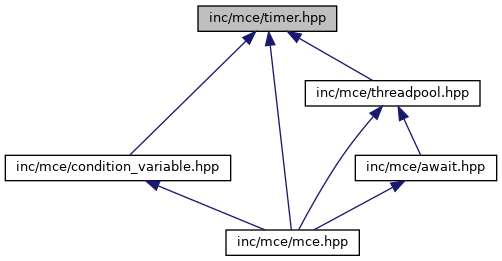 inc/mce/timer.hpp
inc/mce/threadpool.hpp
inc/mce/condition_variable.hpp
inc/mce/await.hpp
inc/mce/mce.hpp